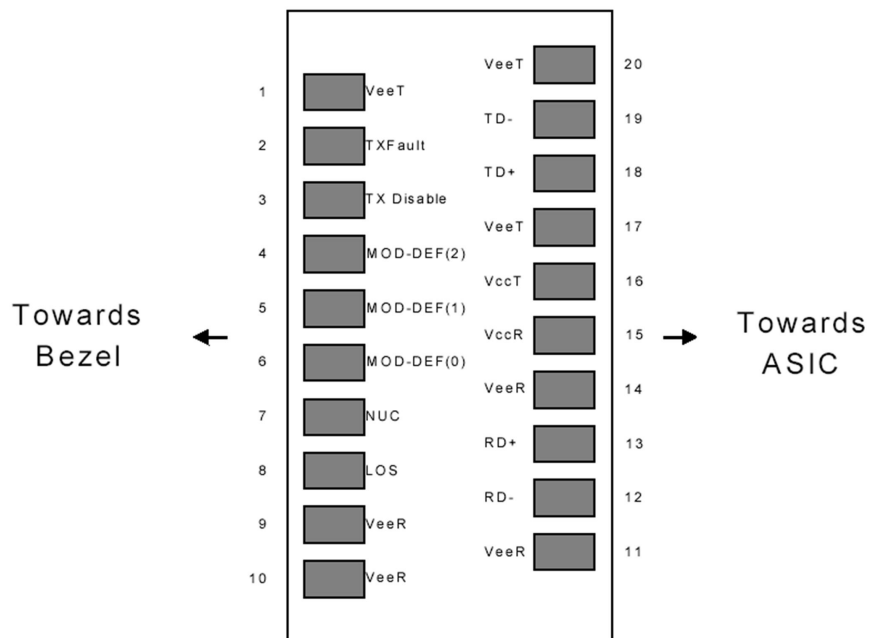 1 VeeT
2 TXFault
3 TX Disable
4 MOD-DEF(2)
5 MOD-DEF(1)
6 MOD-DEF(0)
7 NUC
8 LOS
9 VeeR
10 VeeR
VeeT 20
TD- 19
TD+ 18
VeeT 17
VccT 16
VccR 15
VeeR 14
RD+ 13
RD- 12
VeeR 11
Towards
Bezel
Towards
ASIC